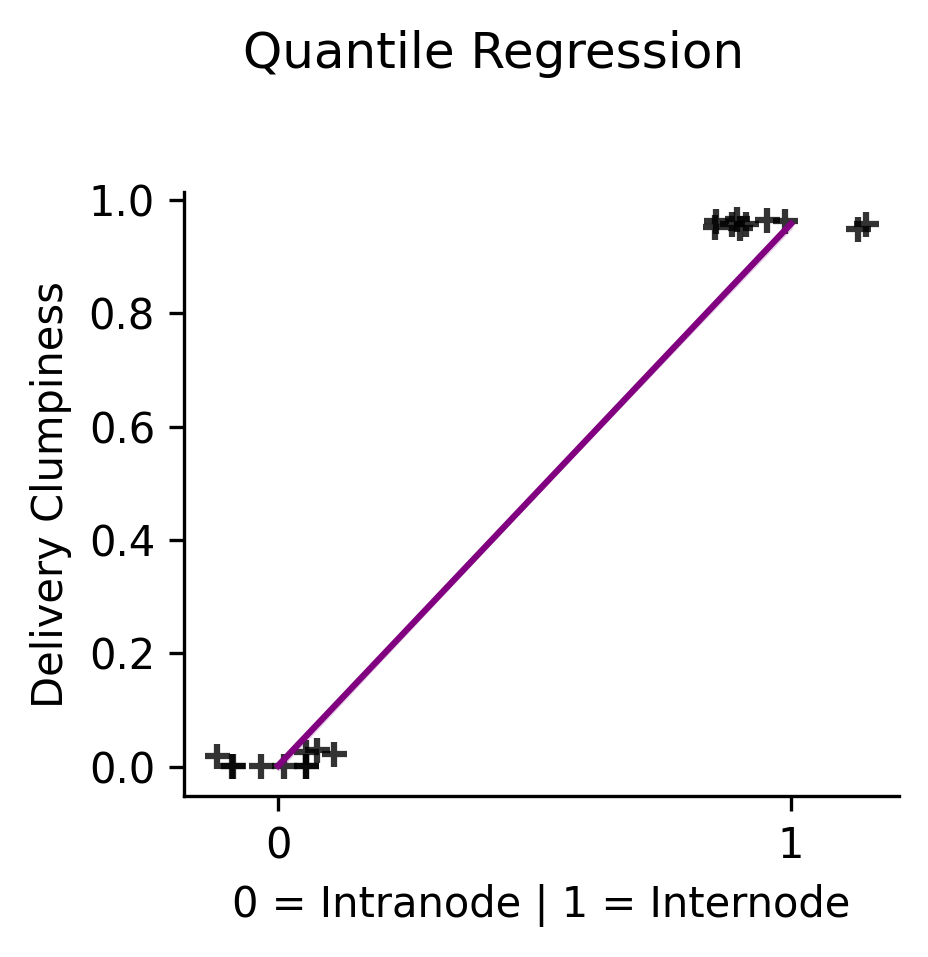 Quantile Regression
1.0
0.8
0.6
0.4
0.2
0.0
Delivery Clumpiness
0
1
0 = Intranode | 1 = Internode